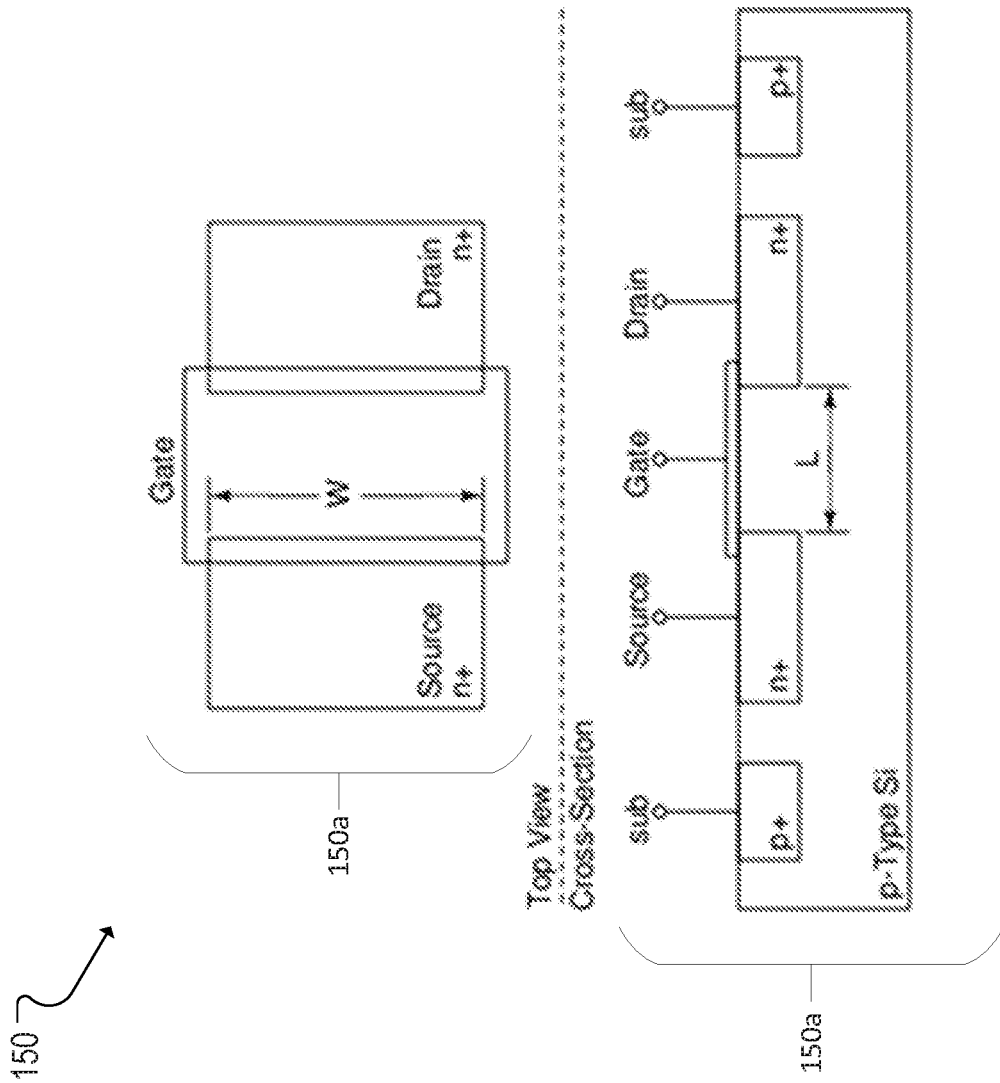 150
Gate
W
Source
n+
Drain
n+
150a
Top View
Cross-Section
sub
Source
Gate
Drain
sub
p+
n+
n+
p+
L
p-Type Si
150a